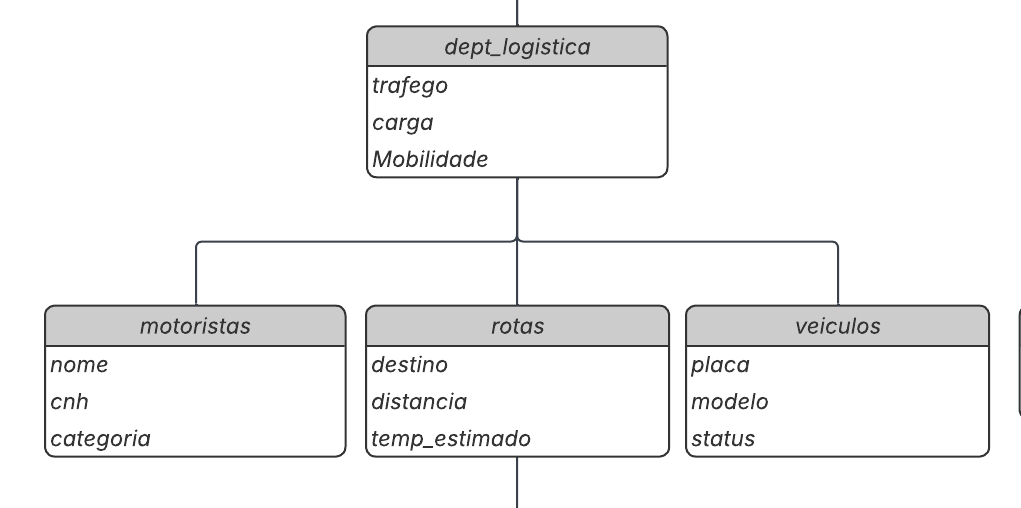 dept_logistica
trafego
carga
Mobilidade
motoristas
nome
cnh
categoria
rotas
destino
distancia
temp_estimado
veiculos
placa
modelo
status